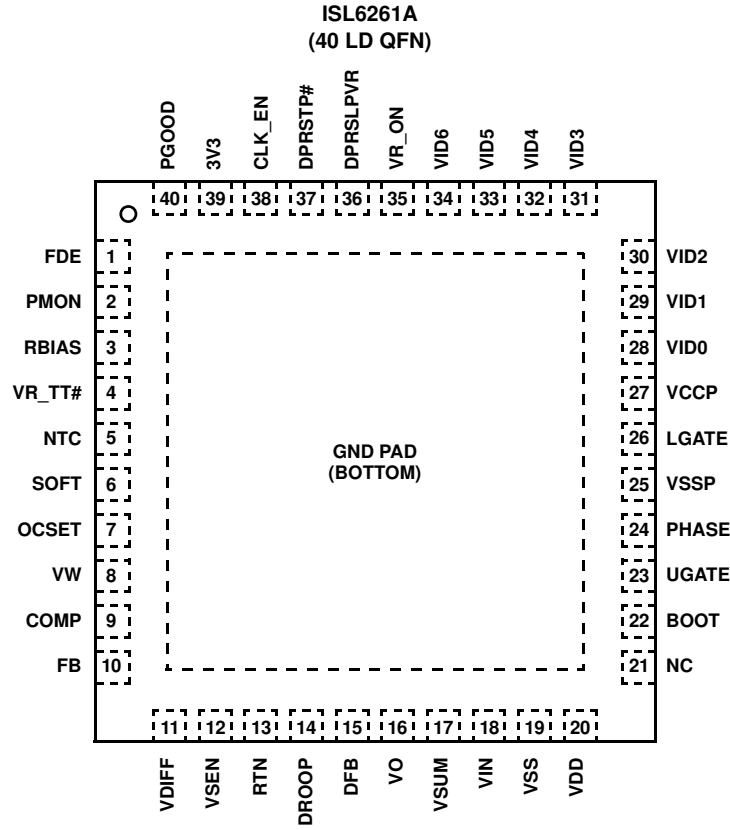 ISL6261A
(40 LD QFN)
PGOOD
3V3
CLK_EN
DPRSTP#
DPRSLPVR
VR_ON
VID6
VID5
VID4
VID3
40 39 38 37 36 35 34 33 32 31
FDE 1 30 VID2
PMON 2 29 VID1
RBIAS 3 28 VID0
VR_TT# 4 27 VCCP
NTC 5 26 LGATE
SOFT 6 25 VSSP
OCSET 7 24 PHASE
VW 8 23 UGATE
COMP 9 22 BOOT
FB 10 21 NC
GND PAD
(BOTTOM)
11 12 13 14 15 16 17 18 19 20
VDIFF
VSEN
RTN
DROOP
DFB
VO
VSUM
VIN
VSS
VDD